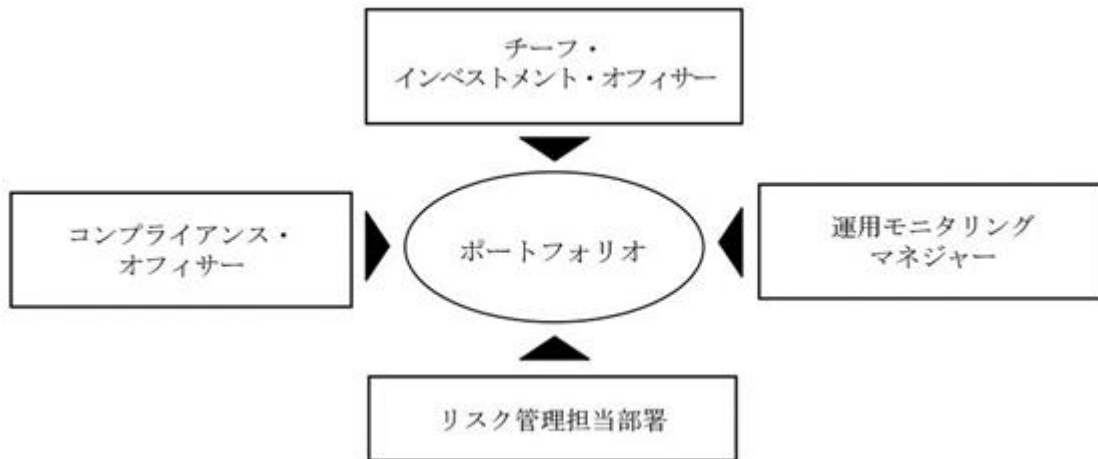 チーフ・
インベストメント・オフィサー
コンプライアンス・
オフィサー
ポートフォリオ
運用モニタリング
マネジャー
リスク管理担当部署